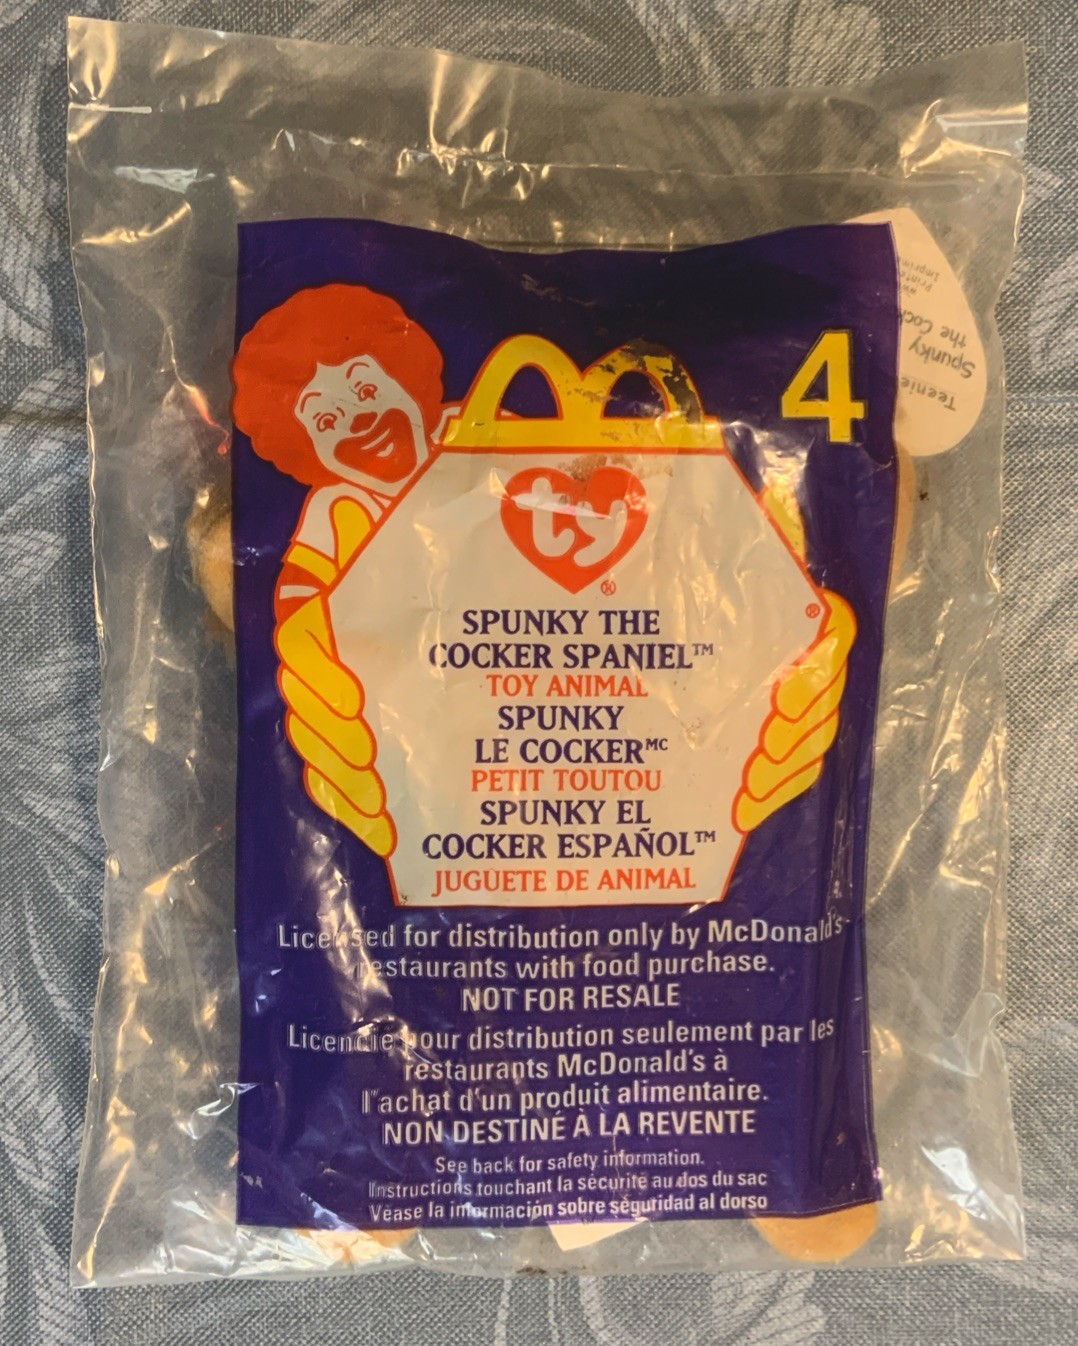 4
ty
®
®
SPUNKY THE
COCKER SPANIEL™
TOY ANIMAL
SPUNKY
LE COCKERMC
PETIT TOUTOU
SPUNKY EL
COCKER ESPAÑOL™
JUGUETE DE ANIMAL
Licensed for distribution only by McDonald's
restaurants with food purchase.
NOT FOR RESALE
Licencié pour distribution seulement par les
restaurants McDonald's à
l'achat d'un produit alimentaire.
NON DESTINÉ À LA REVENTE
See back for safety information.
Instructions touchant la sécurité au dos du sac
Véase la información sobre seguridad al dorso
Teenie
Spunky
the Cock